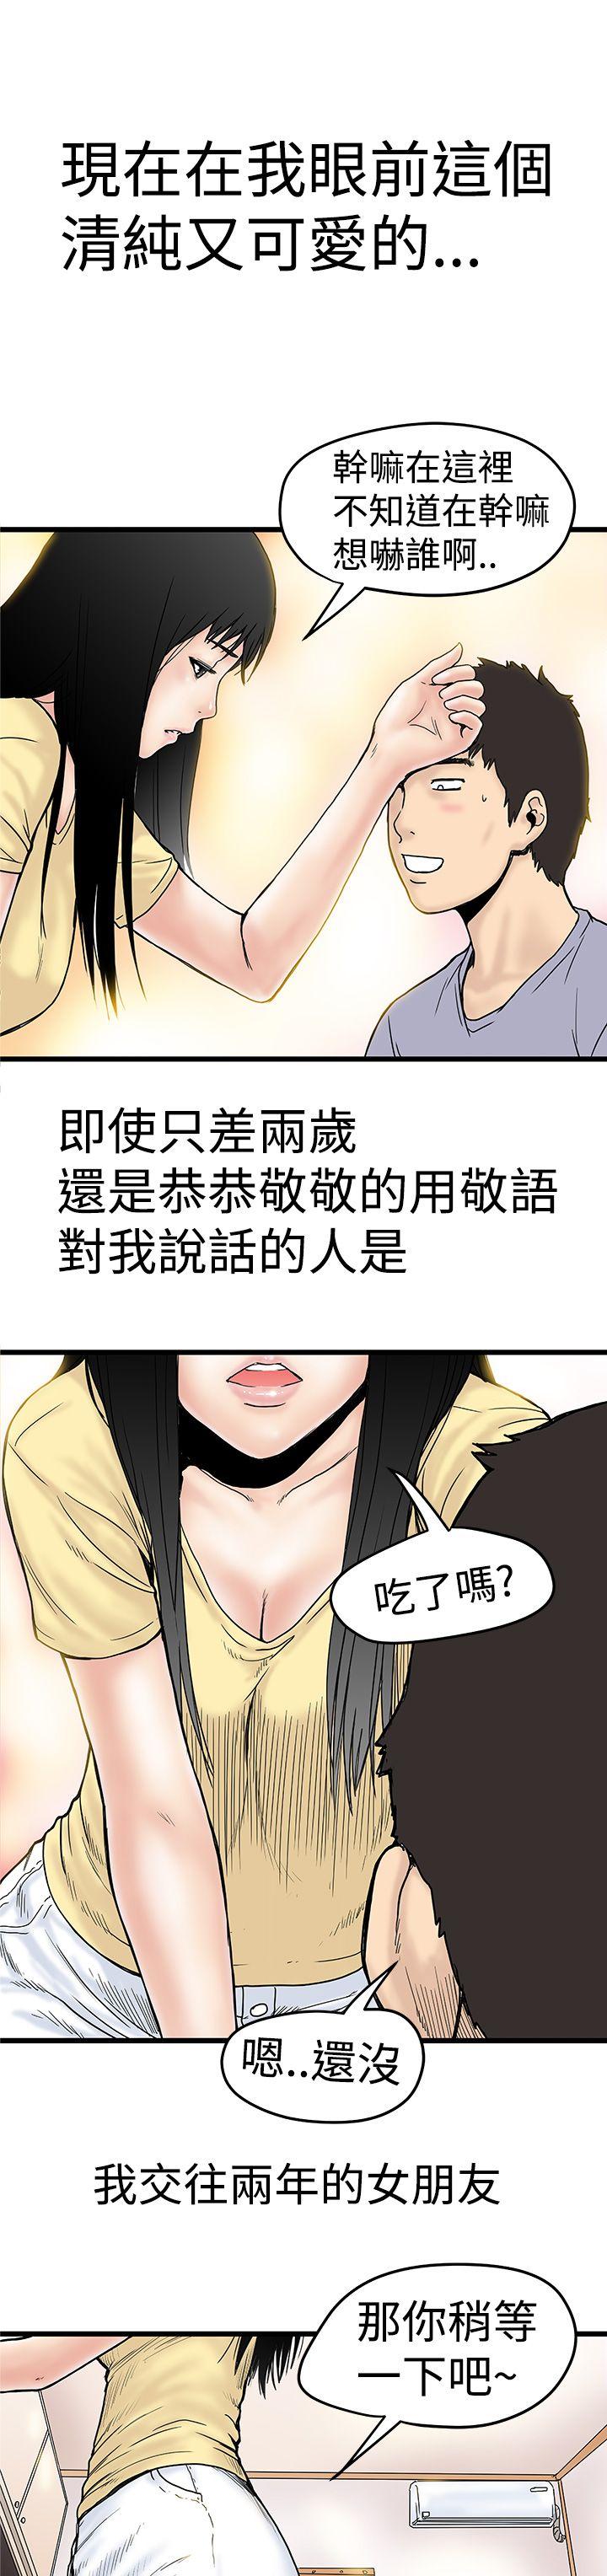 現在在我眼前這個
清純又可愛的...
幹嘛在這裡
不知道在幹嘛
想嚇誰啊..
即使只差兩歲
還是恭恭敬敬的用敬語
對我說話的人是
吃了嗎?
嗯..還沒
我交往兩年的女朋友
那你稍等
一下吧~